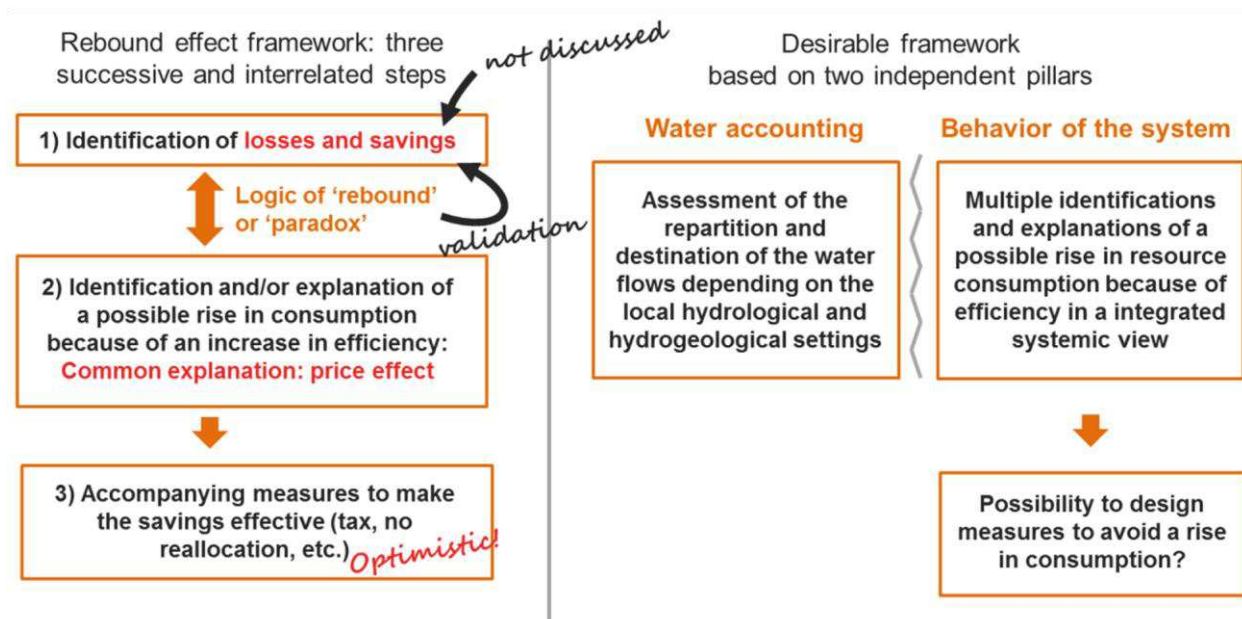 Rebound effect framework: three
successive and interrelated steps
not discussed
1) Identification of losses and savings
Logic of ‘rebound’
or ‘paradox’
validation
2) Identification and/or explanation of
a possible rise in consumption
because of an increase in efficiency:
Common explanation: price effect
3) Accompanying measures to make
the savings effective (tax, no
reallocation, etc.)
Optimistic!
Desirable framework
based on two independent pillars
Water accounting
Assessment of the
repartition and
destination of the water
flows depending on the
local hydrological and
hydrogeological settings
Behavior of the system
Multiple identifications
and explanations of a
possible rise in resource
consumption because of
efficiency in a integrated
systemic view
Possibility to design
measures to avoid a rise
in consumption?